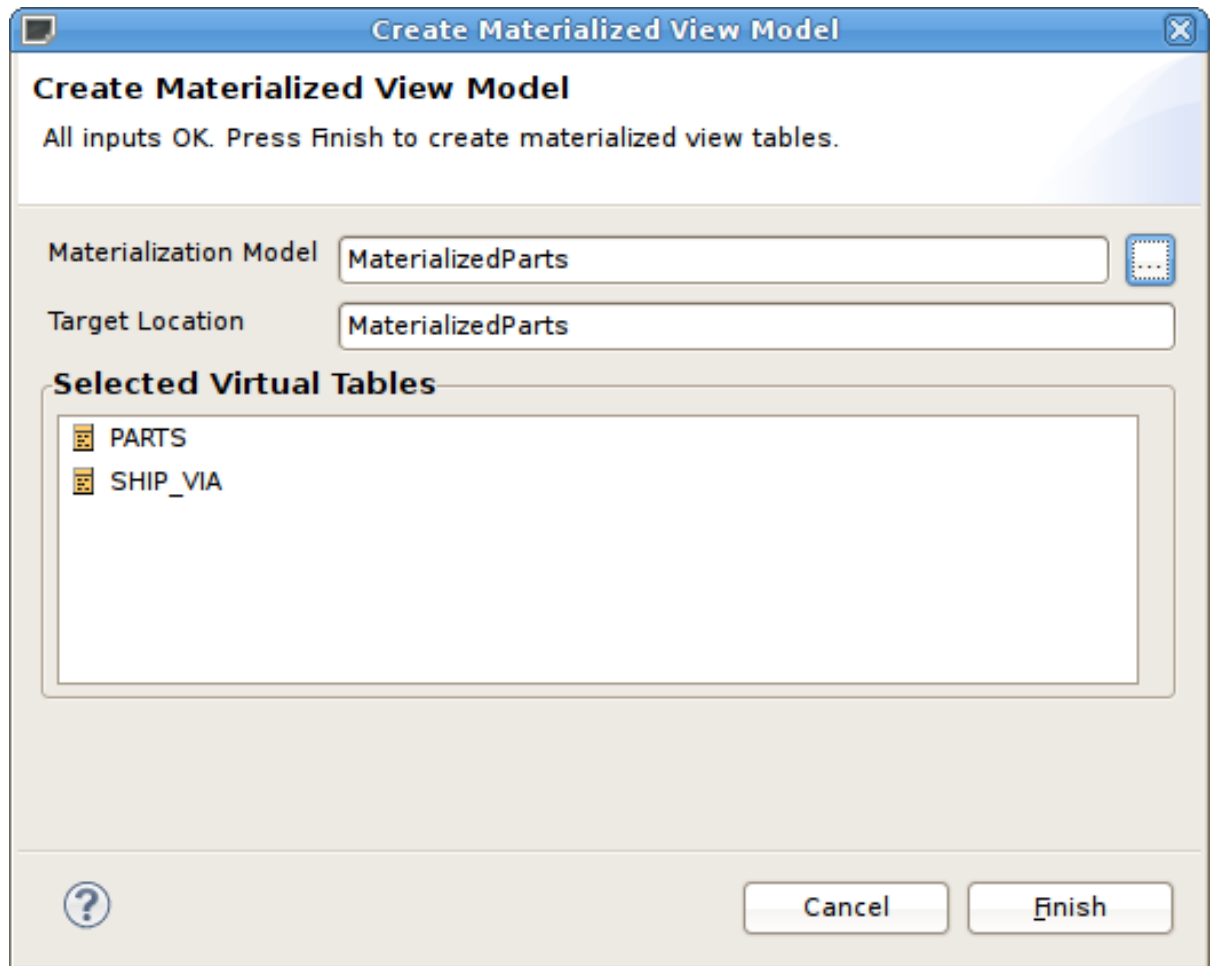 Create Materialized View Model
Create Materialized View Model
All inputs OK. Press Finish to create materialized view tables.
Materialization Model MaterializedParts ...
Target Location MaterializedParts
Selected Virtual Tables
PARTS
SHIP_VIA
? Cancel Finish